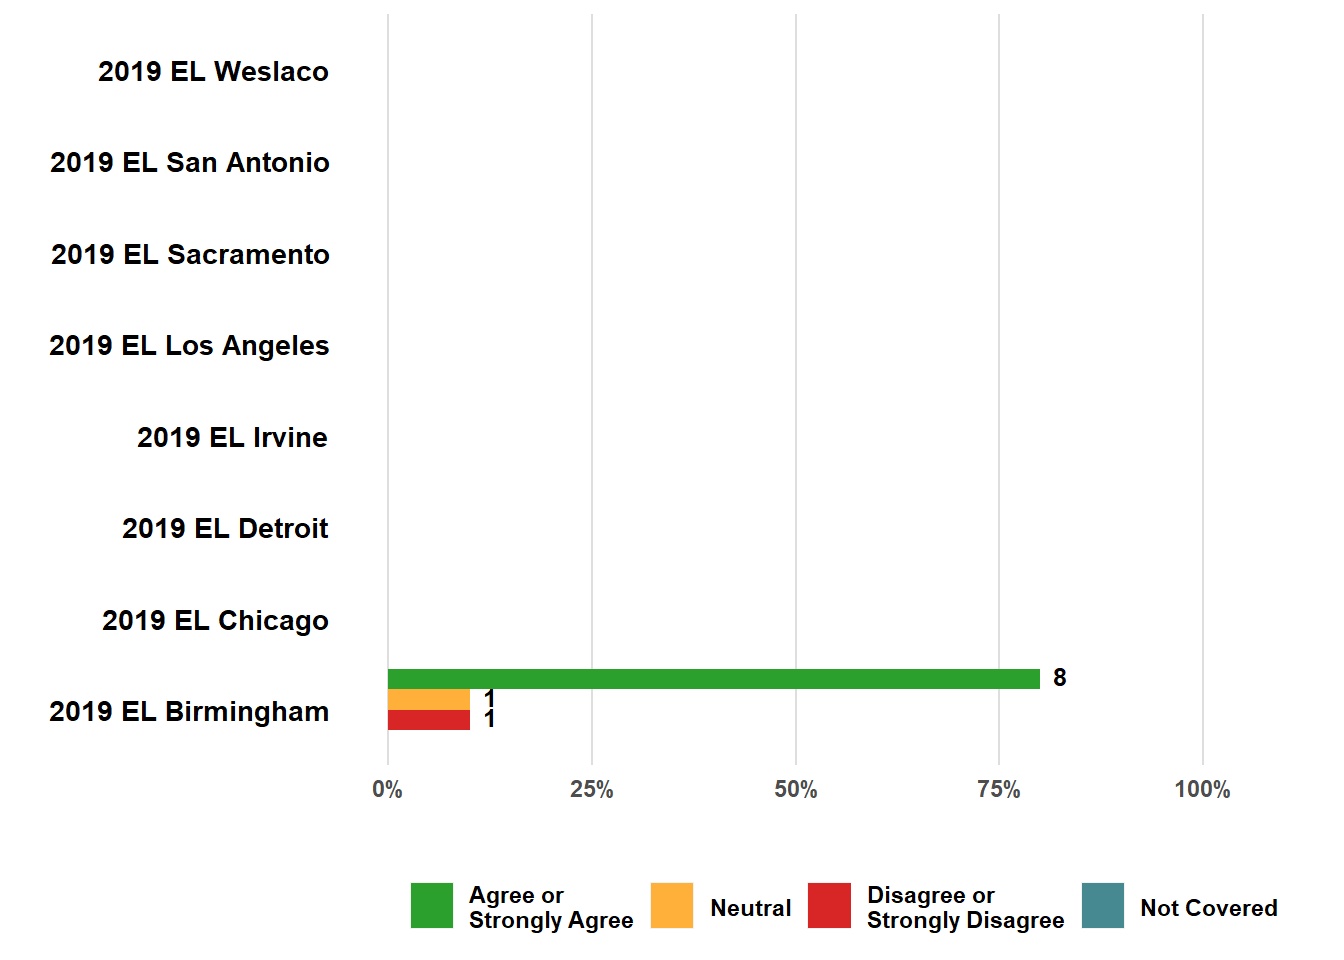 2019 EL Weslaco
2019 EL San Antonio
2019 EL Sacramento
2019 EL Los Angeles
2019 EL Irvine
2019 EL Detroit
2019 EL Chicago
8
1
2019 EL Birmingham
1
0% 25% 50% 75% 100%
Agree or
Strongly Agree
Neutral
Disagree or
Strongly Disagree
Not Covered